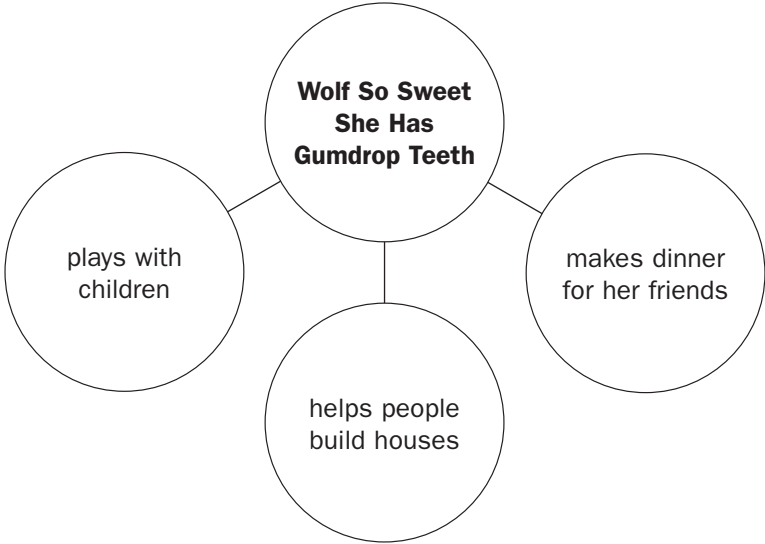 Wolf So Sweet
She Has
Gumdrop Teeth
plays with
children
helps people
build houses
makes dinner
for her friends